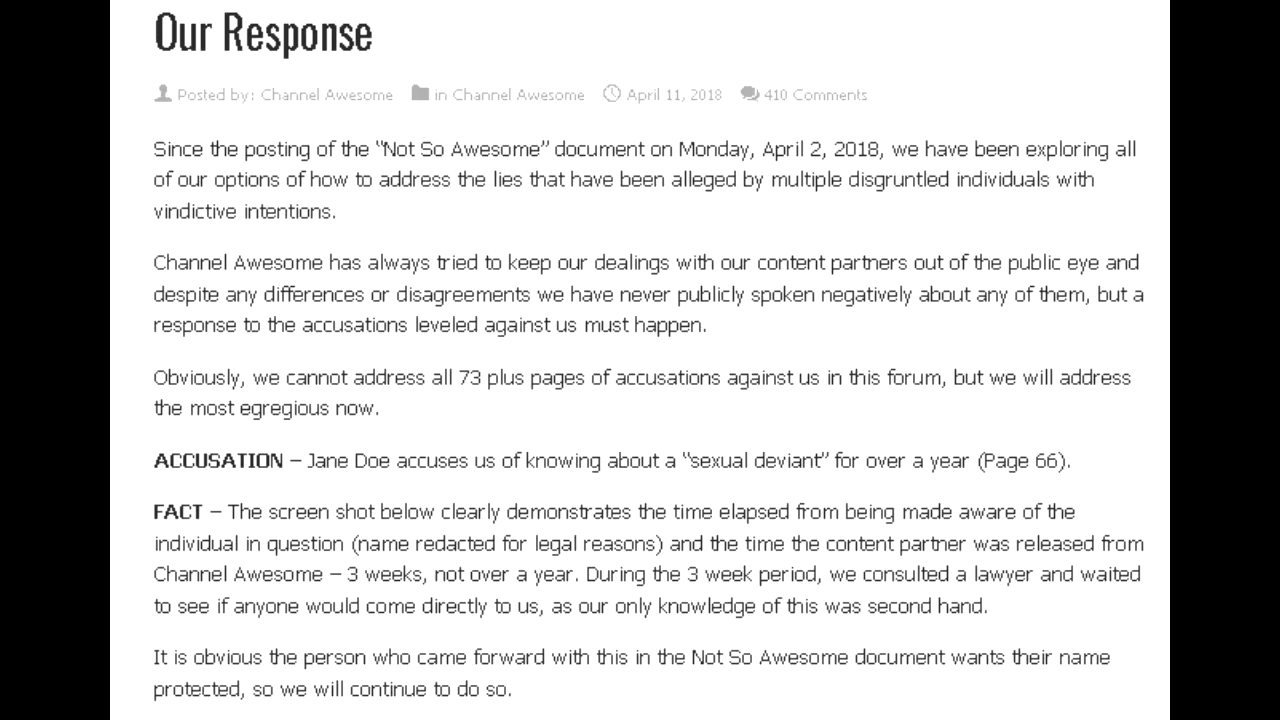 Our Response
Posted by: Channel Awesome in Channel Awesome April 11, 2018 410 Comments
Since the posting of the "Not So Awesome" document on Monday, April 2, 2018, we have been exploring all
of our options of how to address the lies that have been alleged by multiple disgruntled individuals with
vindictive intentions.
Channel Awesome has always tried to keep our dealings with our content partners out of the public eye and
despite any differences or disagreements we have never publicly spoken negatively about any of them, but a
response to the accusations leveled against us must happen.
Obviously, we cannot address all 73 plus pages of accusations against us in this forum, but we will address
the most egregious now.
ACCUSATION – Jane Doe accuses us of knowing about a "sexual deviant" for over a year (Page 66).
FACT – The screen shot below clearly demonstrates the time elapsed from being made aware of the
individual in question (name redacted for legal reasons) and the time the content partner was released from
Channel Awesome – 3 weeks, not over a year. During the 3 week period, we consulted a lawyer and waited
to see if anyone would come directly to us, as our only knowledge of this was second hand.
It is obvious the person who came forward with this in the Not So Awesome document wants their name
protected, so we will continue to do so.